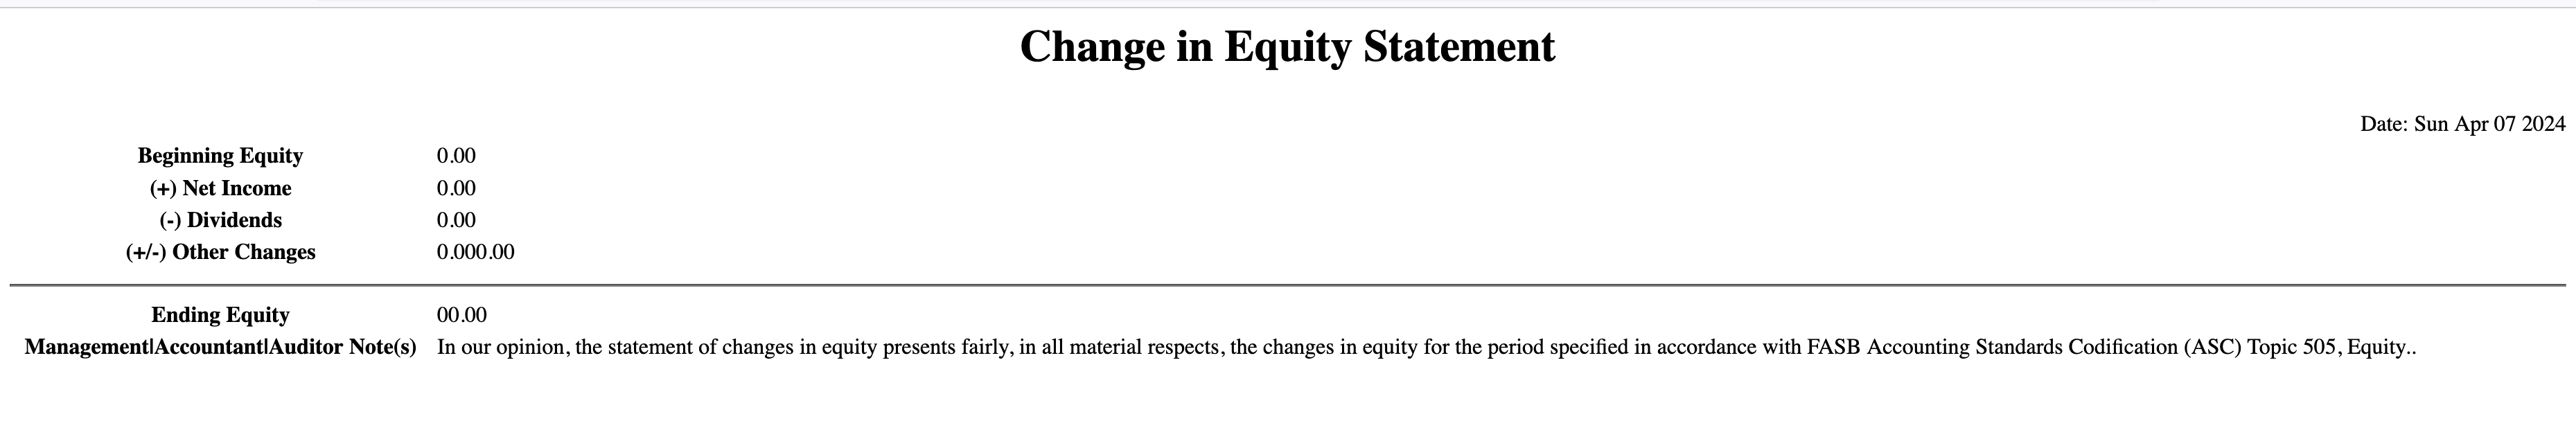 Change in Equity Statement
Date: Sun Apr 07 2024
Beginning Equity 0.00
(+) Net Income 0.00
(-) Dividends 0.00
(+/-) Other Changes 0.000.00
Ending Equity 00.00
Management|Accountant|Auditor Note(s) In our opinion, the statement of changes in equity presents fairly, in all material respects, the changes in equity for the period specified in accordance with FASB Accounting Standards Codification (ASC) Topic 505, Equity..